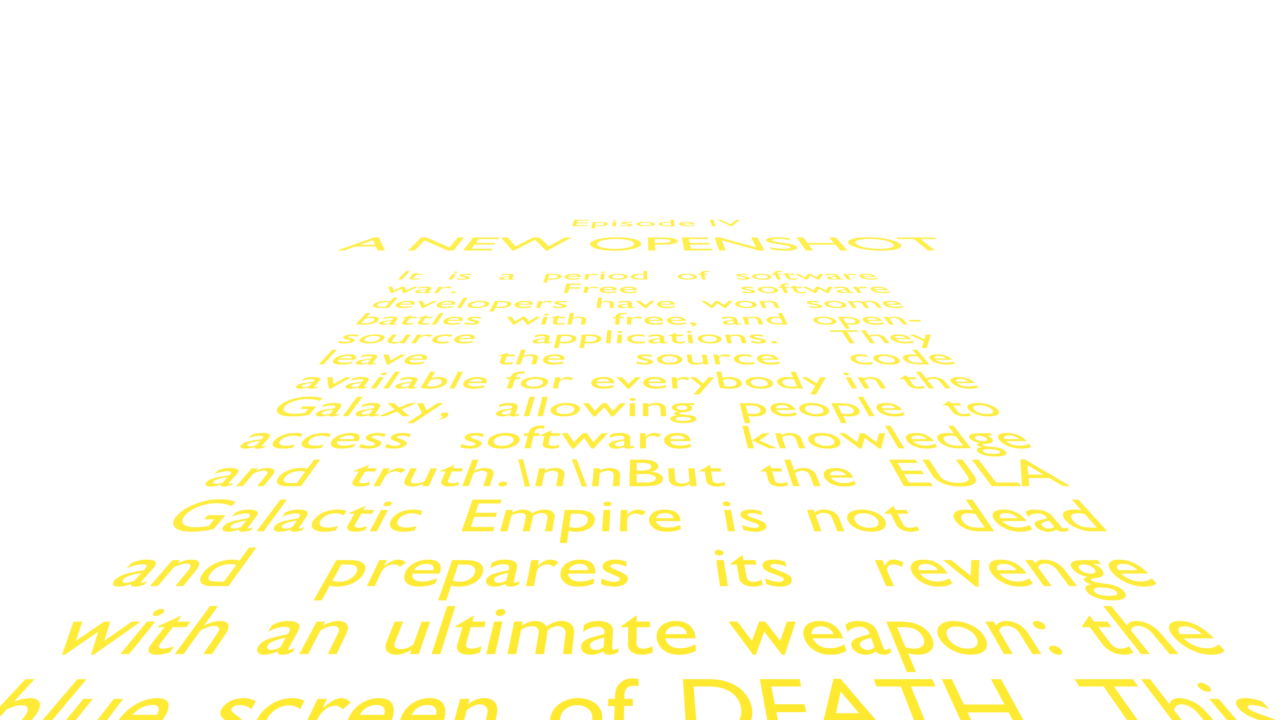 Episode IV
A NEW OPENSHOT
It is a period of software
war. Free software
developers have won some
battles with free, and open-
source applications. They
leave the source code
available for everybody in the
Galaxy, allowing people to
access software knowledge
and truth.\n\nBut the EULA
Galactic Empire is not dead
and prepares its revenge
with an ultimate weapon: the
blue screen of DEATH. This